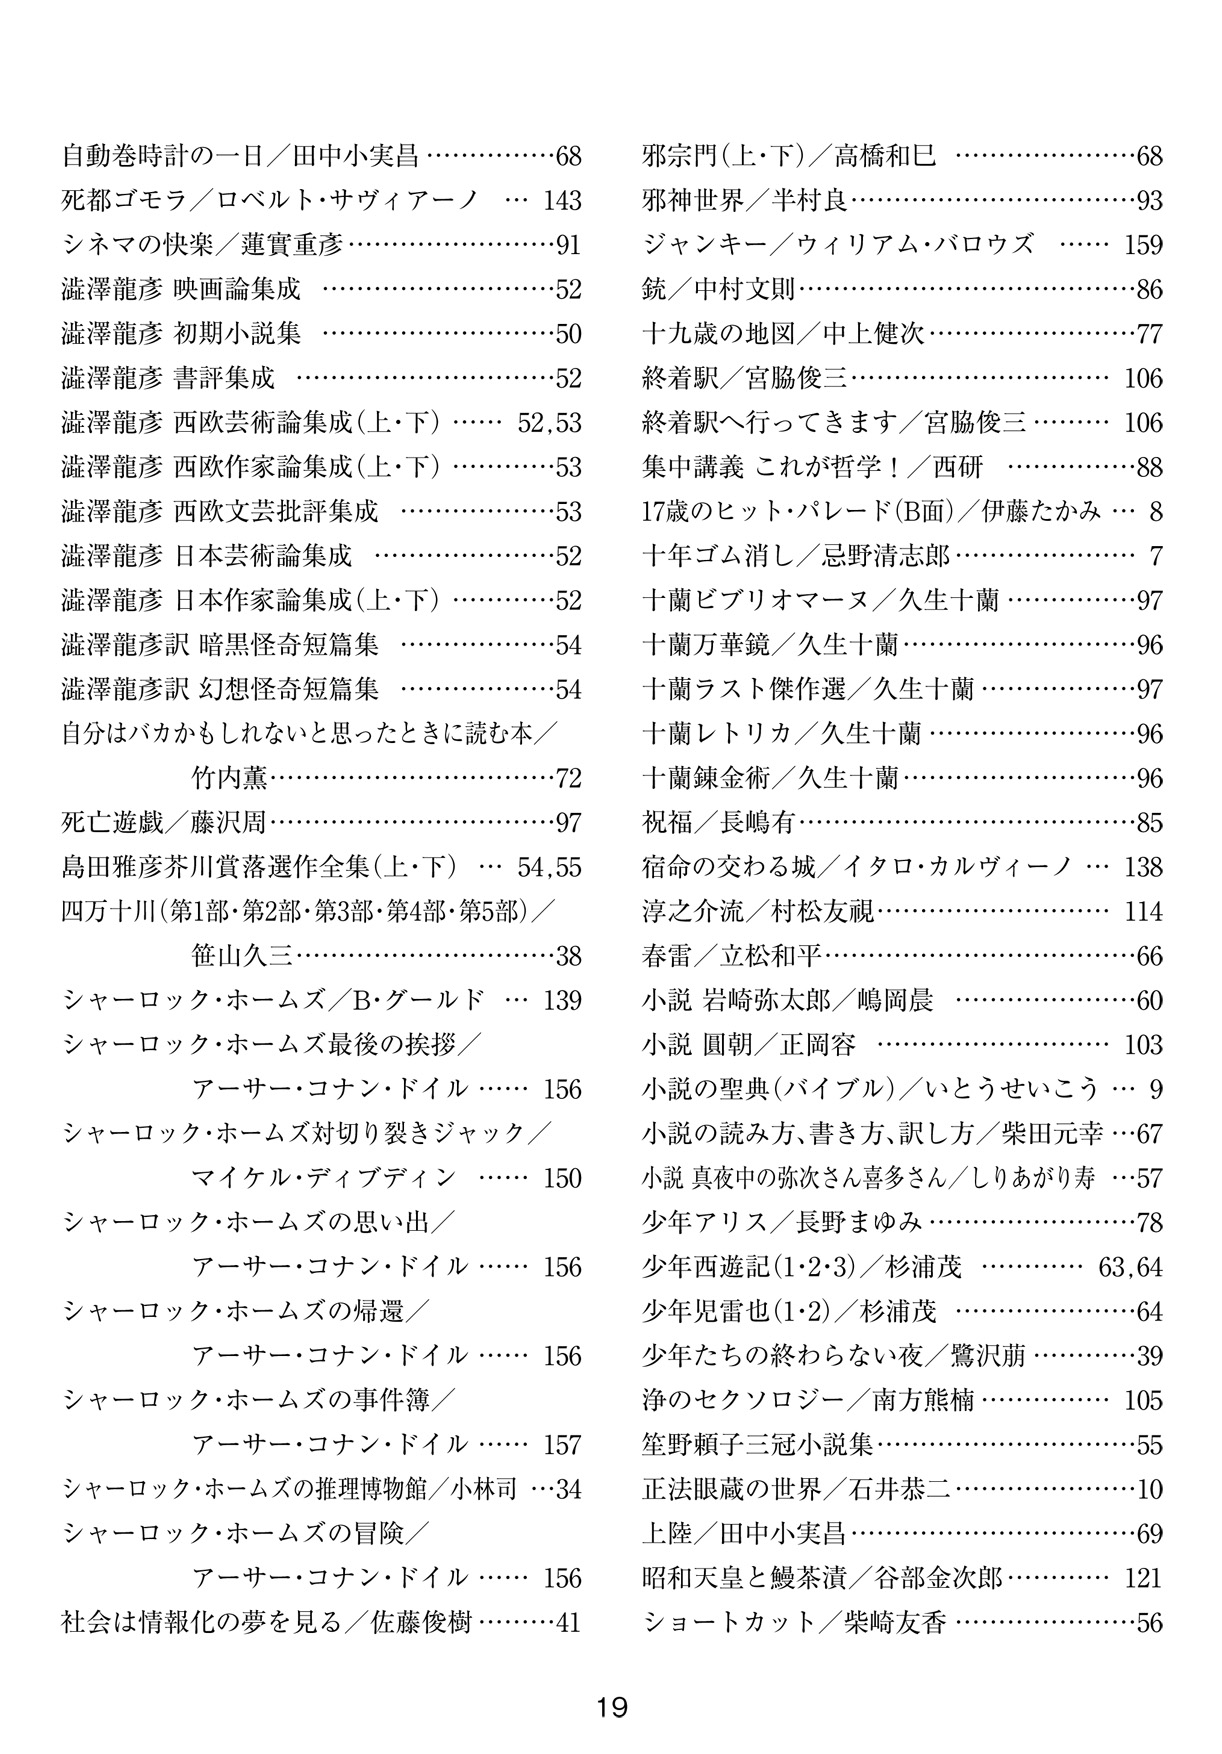 自動巻時計の一日／田中小実昌 ……………68
死都ゴモラ／ロベルト・サヴィアーノ … 143
シネマの快楽／蓮實重彥……………………91
澁澤龍彥 映画論集成 ………………………52
澁澤龍彥 初期小説集 ………………………50
澁澤龍彥 書評集成 …………………………52
澁澤龍彥 西欧芸術論集成（上・下）…… 52,53
澁澤龍彥 西欧作家論集成（上・下）…………53
澁澤龍彥 西欧文芸批評集成 ………………53
澁澤龍彥 日本芸術論集成 …………………52
澁澤龍彥 日本作家論集成（上・下）…………52
澁澤龍彥訳 暗黒怪奇短篇集 ………………54
澁澤龍彥訳 幻想怪奇短篇集 ………………54
自分はバカかもしれないと思ったときに読む本／
竹内薫……………………………72
死亡遊戯／藤沢周……………………………97
島田雅彦芥川賞落選作全集（上・下） … 54,55
四万十川（第1部・第2部・第3部・第4部・第5部）／
笹山久三…………………………38
シャーロック・ホームズ／B・グールド … 139
シャーロック・ホームズ最後の挨拶／
アーサー・コナン・ドイル …… 156
シャーロック・ホームズ対切り裂きジャック／
マイケル・ディブディン …… 150
シャーロック・ホームズの思い出／
アーサー・コナン・ドイル …… 156
シャーロック・ホームズの帰還／
アーサー・コナン・ドイル …… 156
シャーロック・ホームズの事件簿／
アーサー・コナン・ドイル …… 157
シャーロック・ホームズの推理博物館／小林司 …34
シャーロック・ホームズの冒険／
アーサー・コナン・ドイル …… 156
社会は情報化の夢を見る／佐藤俊樹………41
邪宗門（上・下）／高橋和巳 …………………68
邪神世界／半村良……………………………93
ジャンキー／ウィリアム・バロウズ …… 159
銃／中村文則…………………………………86
十九歳の地図／中上健次……………………77
終着駅／宮脇俊三………………………… 106
終着駅へ行ってきます／宮脇俊三……… 106
集中講義 これが哲学！／西研 ……………88
17歳のヒット・パレード（B面）／伊藤たかみ … 8
十年ゴム消し／忌野清志郎………………… 7
十蘭ビブリオマーヌ／久生十蘭……………97
十蘭万華鏡／久生十蘭………………………96
十蘭ラスト傑作選／久生十蘭………………97
十蘭レトリカ／久生十蘭……………………96
十蘭錬金術／久生十蘭………………………96
祝福／長嶋有…………………………………85
宿命の交わる城／イタロ・カルヴィーノ … 138
淳之介流／村松友視……………………… 114
春雷／立松和平………………………………66
小説 岩崎弥太郎／嶋岡晨 …………………60
小説 圓朝／正岡容 ……………………… 103
小説の聖典（バイブル）／いとうせいこう … 9
小説の読み方、書き方、訳し方／柴田元幸 …67
小説 真夜中の弥次さん喜多さん／しりあがり寿 …57
少年アリス／長野まゆみ……………………78
少年西遊記（1・2・3）／杉浦茂 ………… 63,64
少年児雷也（1・2）／杉浦茂 …………………64
少年たちの終わらない夜／鷺沢萠…………39
浄のセクソロジー／南方熊楠…………… 105
笙野頼子三冠小説集…………………………55
正法眼蔵の世界／石井恭二…………………10
上陸／田中小実昌……………………………69
昭和天皇と鰻茶漬／谷部金次郎………… 121
ショートカット／柴崎友香…………………56
19